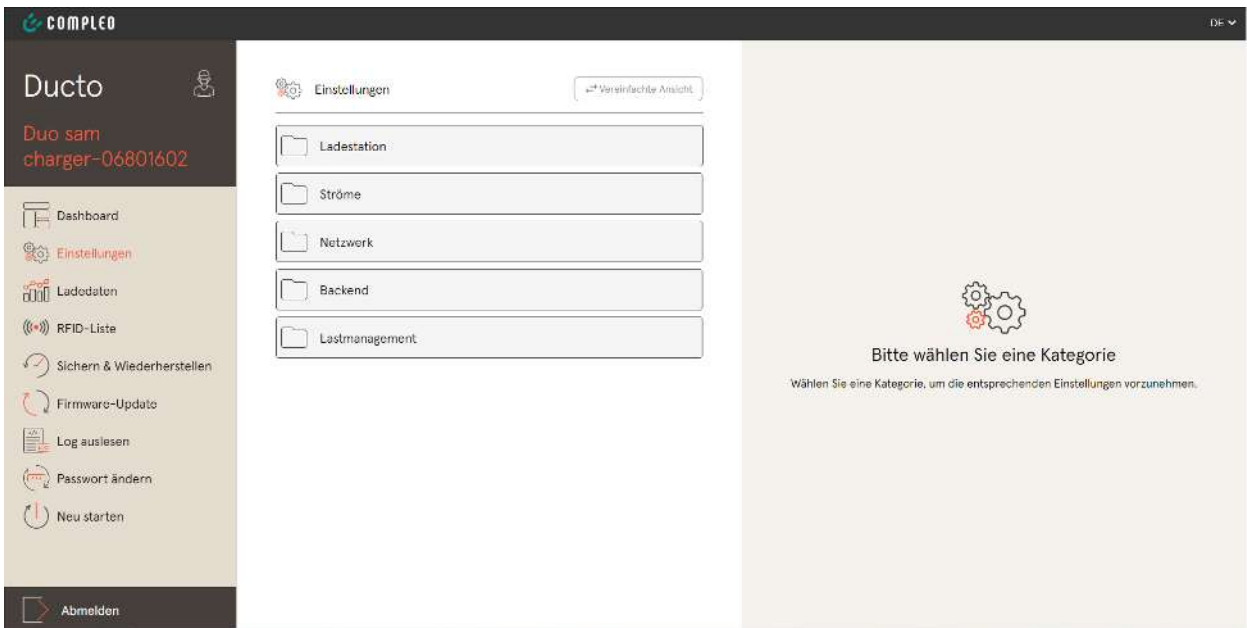 COMPLEO
DE
Ducto
Duo sam
charger-06801602
Dashboard
Einstellungen
Ladedaten
RFID-Liste
Sichern & Wiederherstellen
Firmware-Update
Log auslesen
Passwort ändern
Neu starten
Abmelden
Einstellungen
Vereinfachte Ansicht
Ladestation
Ströme
Netzwerk
Backend
Lastmanagement
Bitte wählen Sie eine Kategorie
Wählen Sie eine Kategorie, um die entsprechenden Einstellungen vorzunehmen.